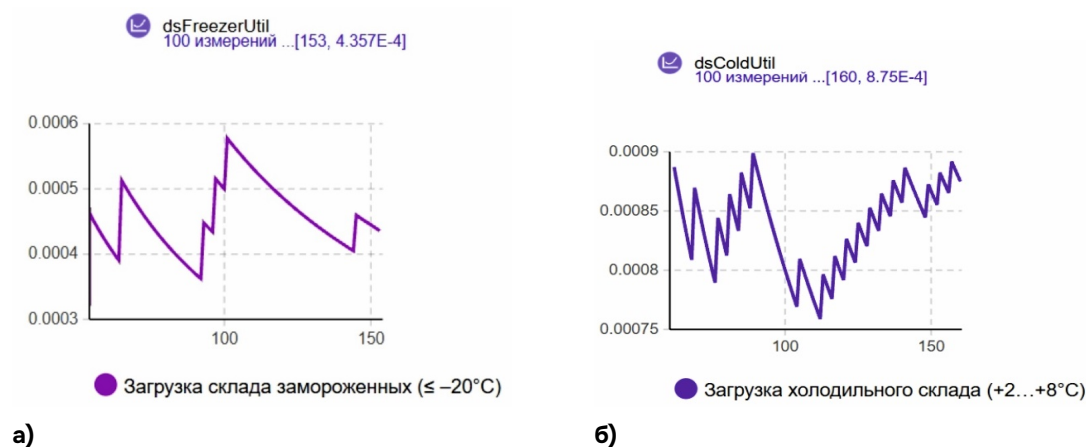 dsFreezerUtil
100 измерений ...[153, 4.357E-4]
0.0006
0.0005
0.0004
0.0003
100
150
Загрузка склада замороженных (≤ –20°C)
а)
dsColdUtil
100 измерений ...[160, 8.75E-4]
0.0009
0.00085
0.0008
0.00075
100
150
Загрузка холодильного склада (+2…+8°C)
б)